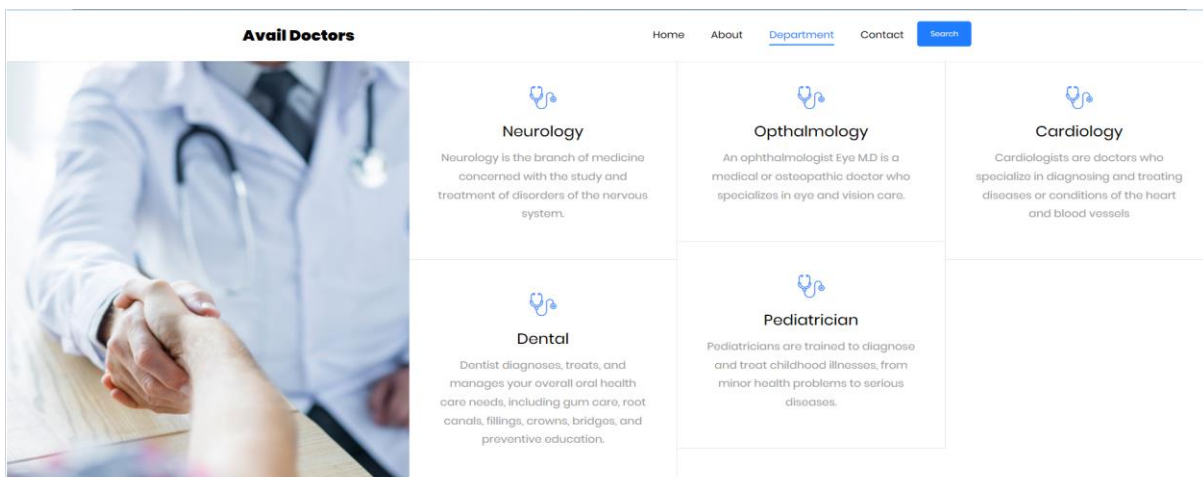 Avail Doctors
Home About Department Contact Search
Neurology
Neurology is the branch of medicine
concerned with the study and
treatment of disorders of the nervous
system.
Opthalmology
An ophthalmologist Eye M.D is a
medical or osteopathic doctor who
specializes in eye and vision care.
Cardiology
Cardiologists are doctors who
specialize in diagnosing and treating
diseases or conditions of the heart
and blood vessels
Dental
Dentist diagnoses, treats, and
manages your overall oral health
care needs, including gum care, root
canals, fillings, crowns, bridges, and
preventive education.
Pediatrician
Pediatricians are trained to diagnose
and treat childhood illnesses, from
minor health problems to serious
diseases.